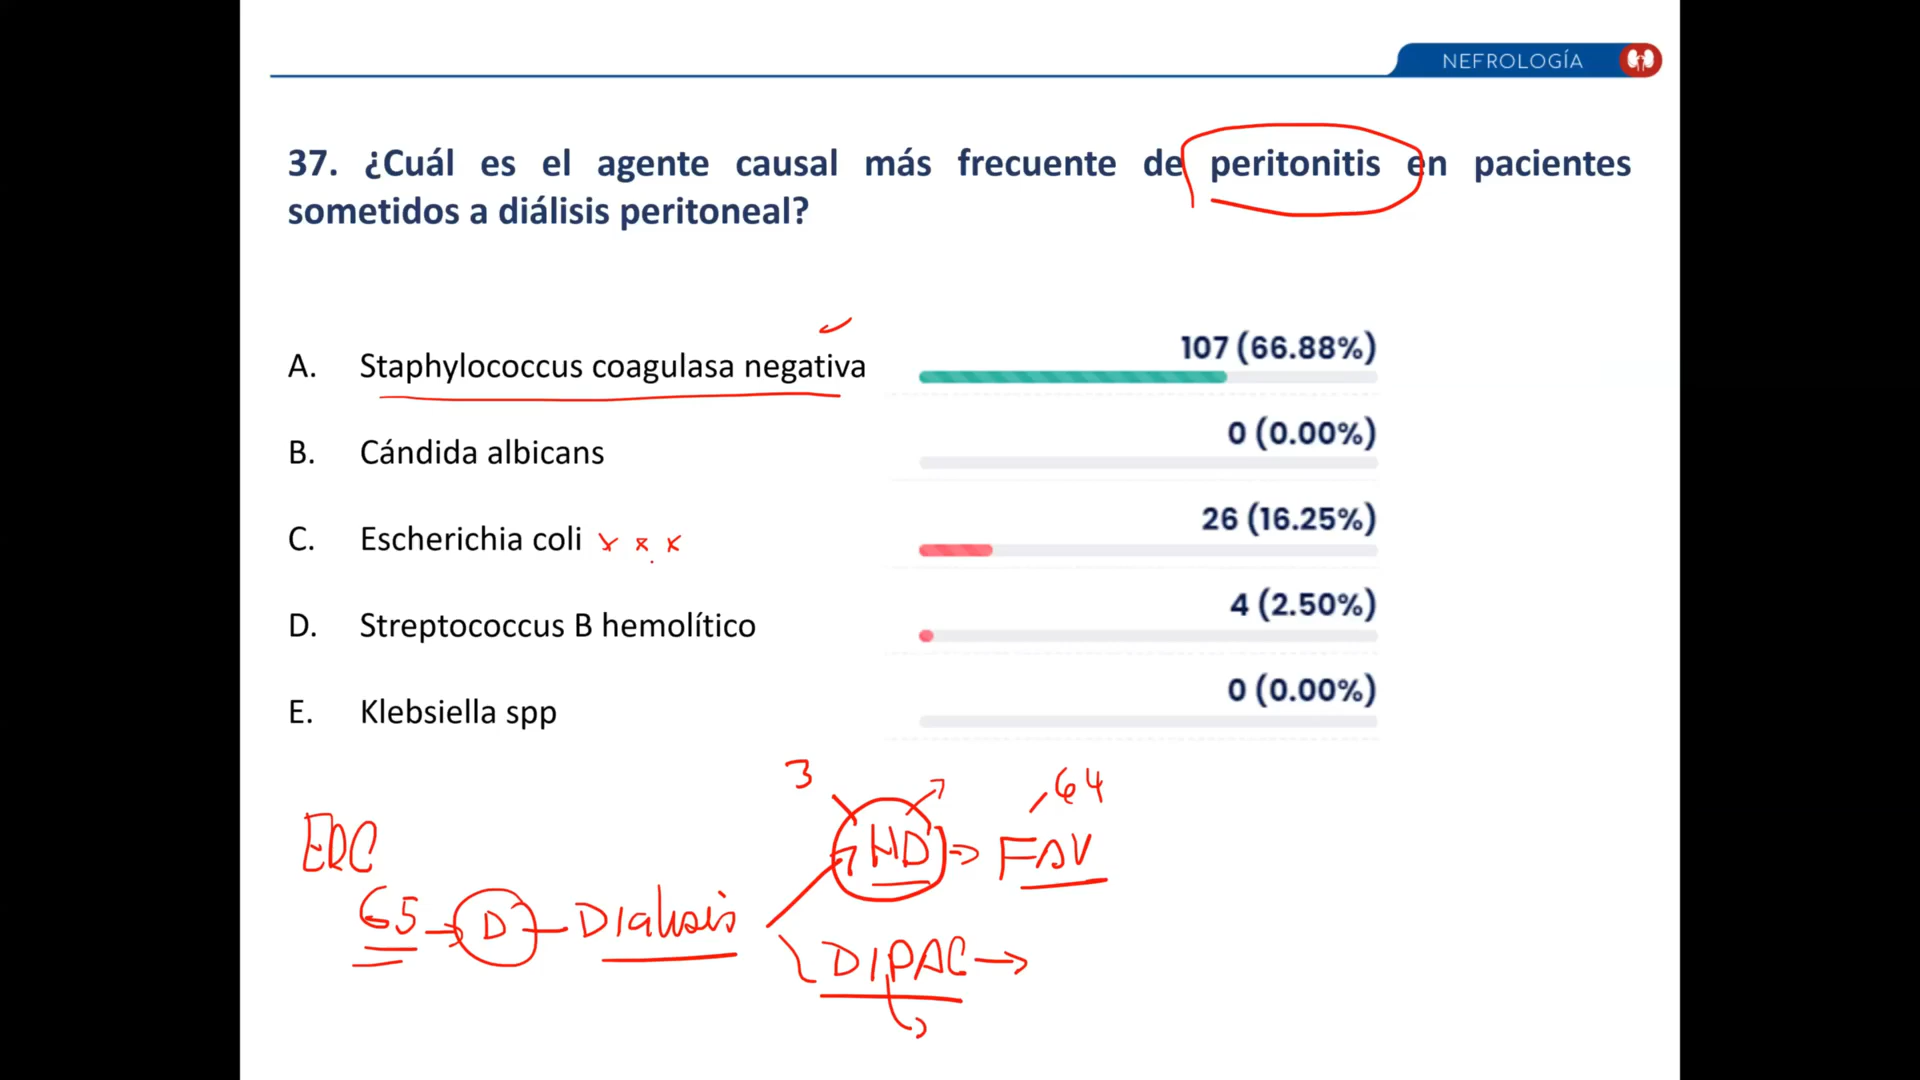 NEFROLOGÍA
37. ¿Cuál es el agente causal más frecuente de peritonitis en pacientes
sometidos a diálisis peritoneal?
A. Staphylococcus coagulasa negativa
107 (66.88%)
B. Cándida albicans
0 (0.00%)
C. Escherichia coli x x x
26 (16.25%)
D. Streptococcus B hemolítico
4 (2.50%)
E. Klebsiella spp
0 (0.00%)
3
64
ERC
HD → FAV
D Dialisis
DIPAC →